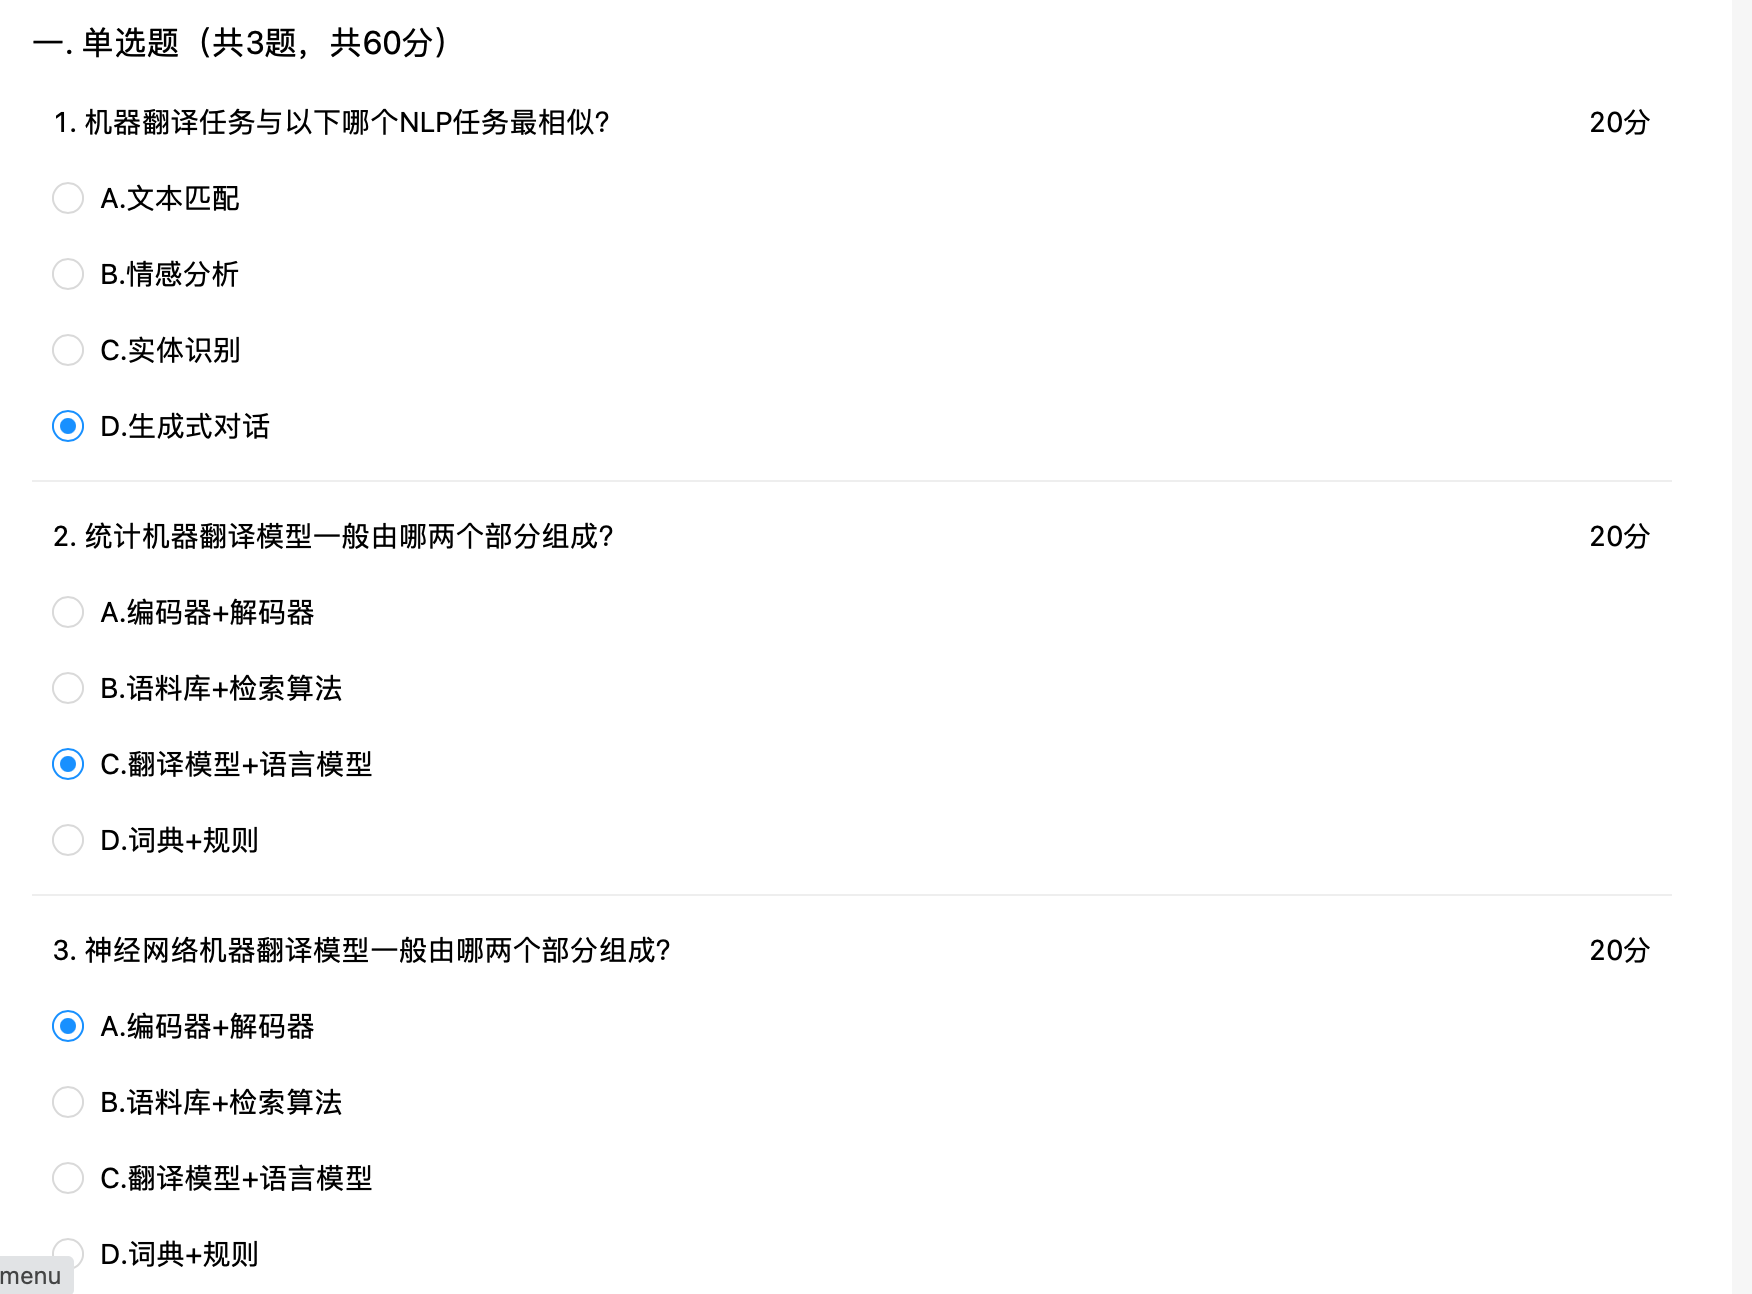 一. 单选题（共3题，共60分）
1. 机器翻译任务与以下哪个NLP任务最相似? 20分
A.文本匹配
B.情感分析
C.实体识别
D.生成式对话
2. 统计机器翻译模型一般由哪两个部分组成? 20分
A.编码器+解码器
B.语料库+检索算法
C.翻译模型+语言模型
D.词典+规则
3. 神经网络机器翻译模型一般由哪两个部分组成? 20分
A.编码器+解码器
B.语料库+检索算法
C.翻译模型+语言模型
D.词典+规则
menu